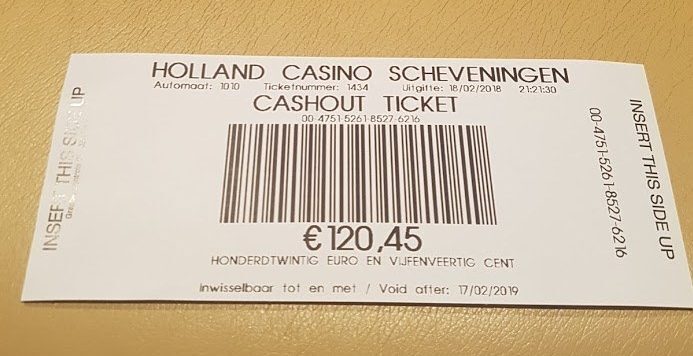 HOLLAND CASINO SCHEVENINGEN
Automaat: 1010 Ticketnummer: 1434 Uitgifte: 18/02/2018 21:21:30
CASHOUT TICKET
00-4751-5261-8527-6216
€120,45
HONDERDTWINTIG EURO EN VIJFENVEERTIG CENT
Inwisselbaar tot en met / Void after: 17/02/2019
INSERT THIS SIDE UP
00-4751-5261-8527-6216
INSERT THIS SIDE UP